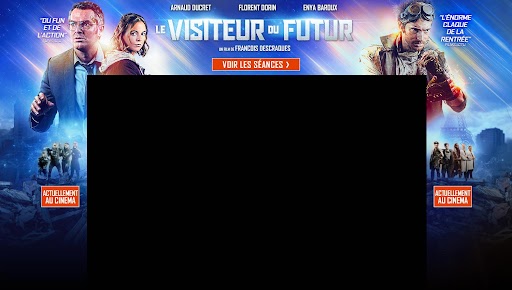 ARNAUD DUCRET FLORENT DORIN ENYA BAROUX
"DU FUN
ET DE
L'ACTION"
LE VISITEUR DU FUTUR
UN FILM DE FRANÇOIS DESCRAQUES
VOIR LES SÉANCES >
"L'ÉNORME
CLAQUE
DE LA
RENTRÉE"
ACTUELLEMENT
AU CINÉMA
ACTUELLEMENT
AU CINÉMA